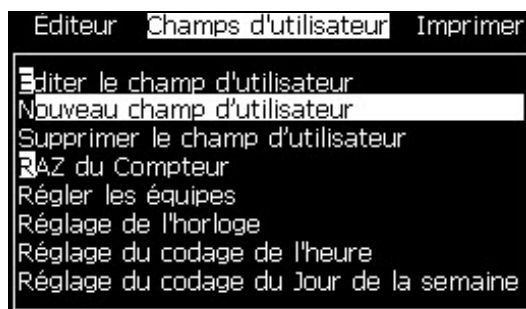 Éditeur Champs d'utilisateur Imprimer
Editer le champ d'utilisateur
Nouveau champ d'utilisateur
Supprimer le champ d'utilisateur
RAZ du Compteur
Régler les équipes
Réglage de l'horloge
Réglage du codage de l'heure
Réglage du codage du Jour de la semaine